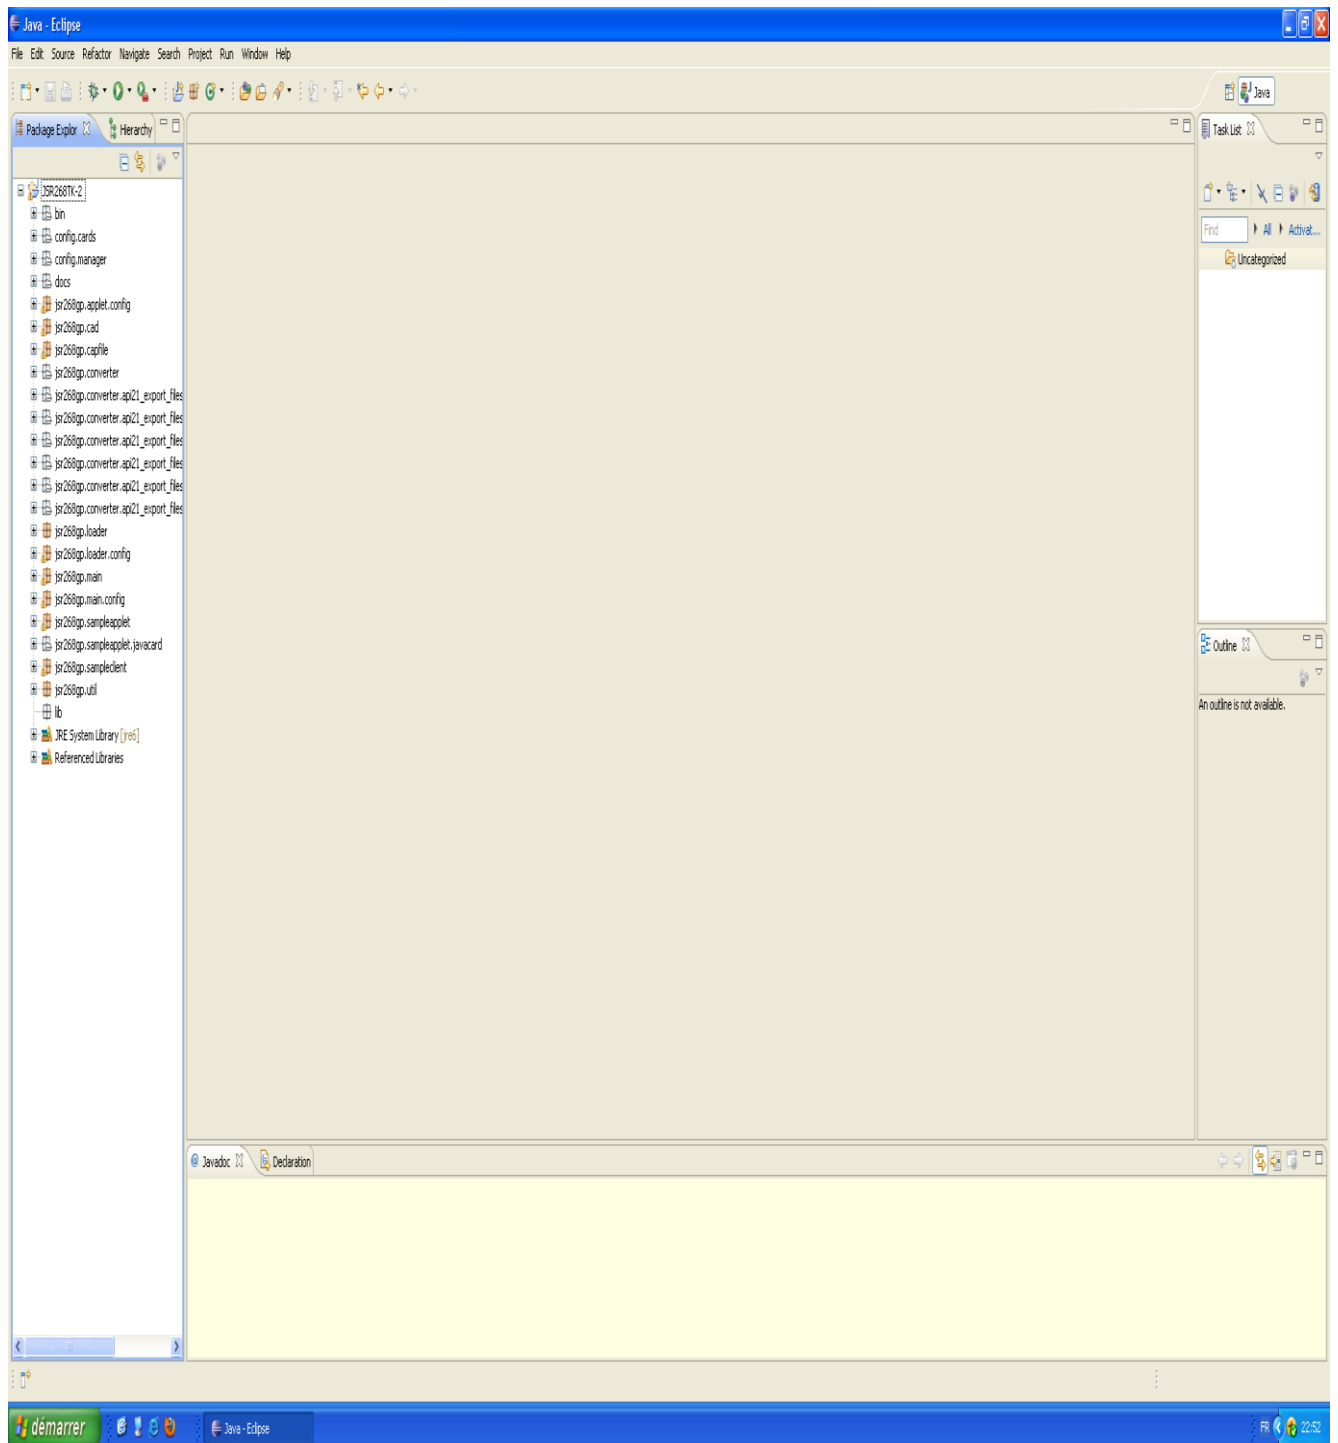 Java - Eclipse
File Edit Source Refactor Navigate Search Project Run Window Help
Java
Package Explor
Hierarchy
JSR268TK-2
bin
config.cards
config.manager
docs
jsr268gp.applet.config
jsr268gp.cad
jsr268gp.capfile
jsr268gp.converter
jsr268gp.converter.api21_export_files
jsr268gp.converter.api21_export_files
jsr268gp.converter.api21_export_files
jsr268gp.converter.api21_export_files
jsr268gp.converter.api21_export_files
jsr268gp.converter.api21_export_files
jsr268gp.loader
jsr268gp.loader.config
jsr268gp.main
jsr268gp.main.config
jsr268gp.sampleapplet
jsr268gp.sampleapplet.javacard
jsr268gp.sampleclient
jsr268gp.util
lib
JRE System Library [jre6]
Referenced Libraries
Task List
Find All Activat...
Uncategorized
Outline
An outline is not available.
Javadoc
Declaration
démarrer
Java - Eclipse
FR
22:52